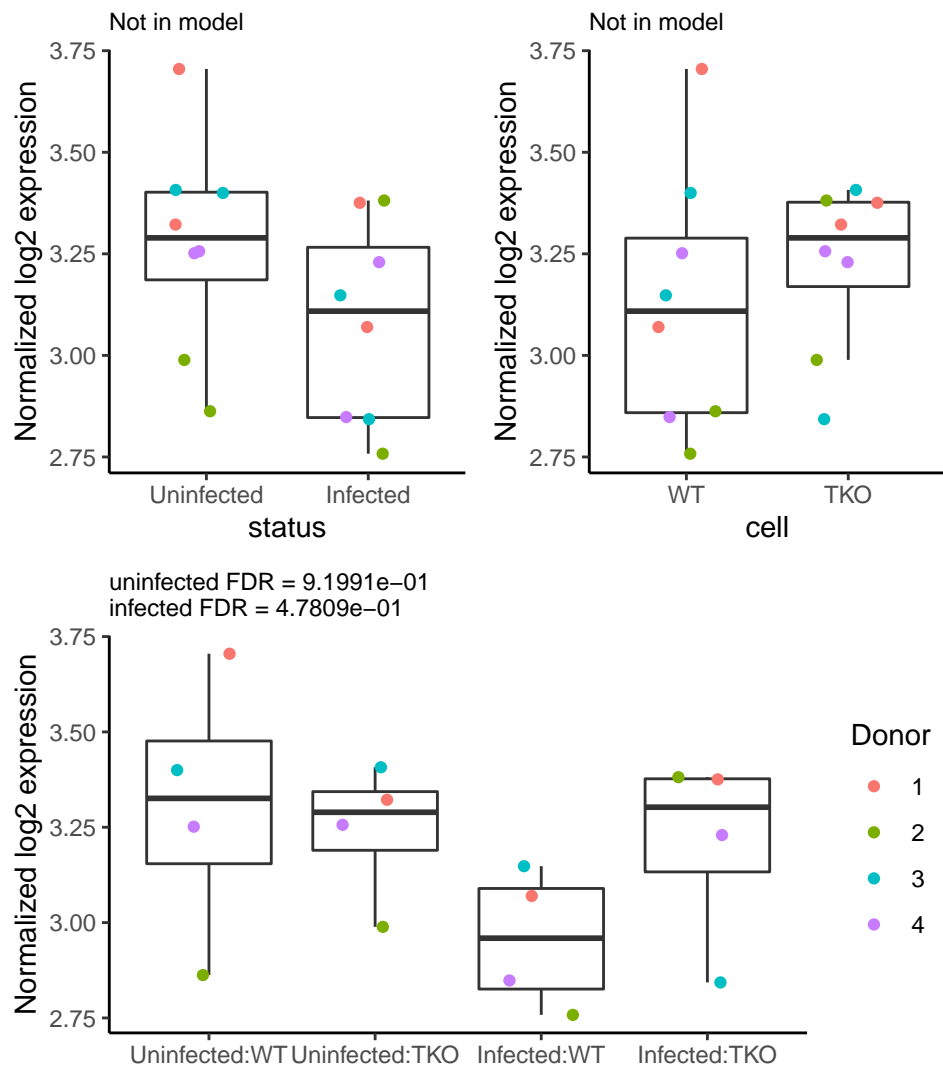 Not in model
Normalized log2 expression
3.75
3.50
3.25
3.00
2.75
Uninfected Infected
status
Not in model
Normalized log2 expression
3.75
3.50
3.25
3.00
2.75
WT TKO
cell
uninfected FDR = 9.1991e−01
infected FDR = 4.7809e−01
Normalized log2 expression
3.75
3.50
3.25
3.00
2.75
Uninfected:WT Uninfected:TKO Infected:WT Infected:TKO
Donor
1
2
3
4